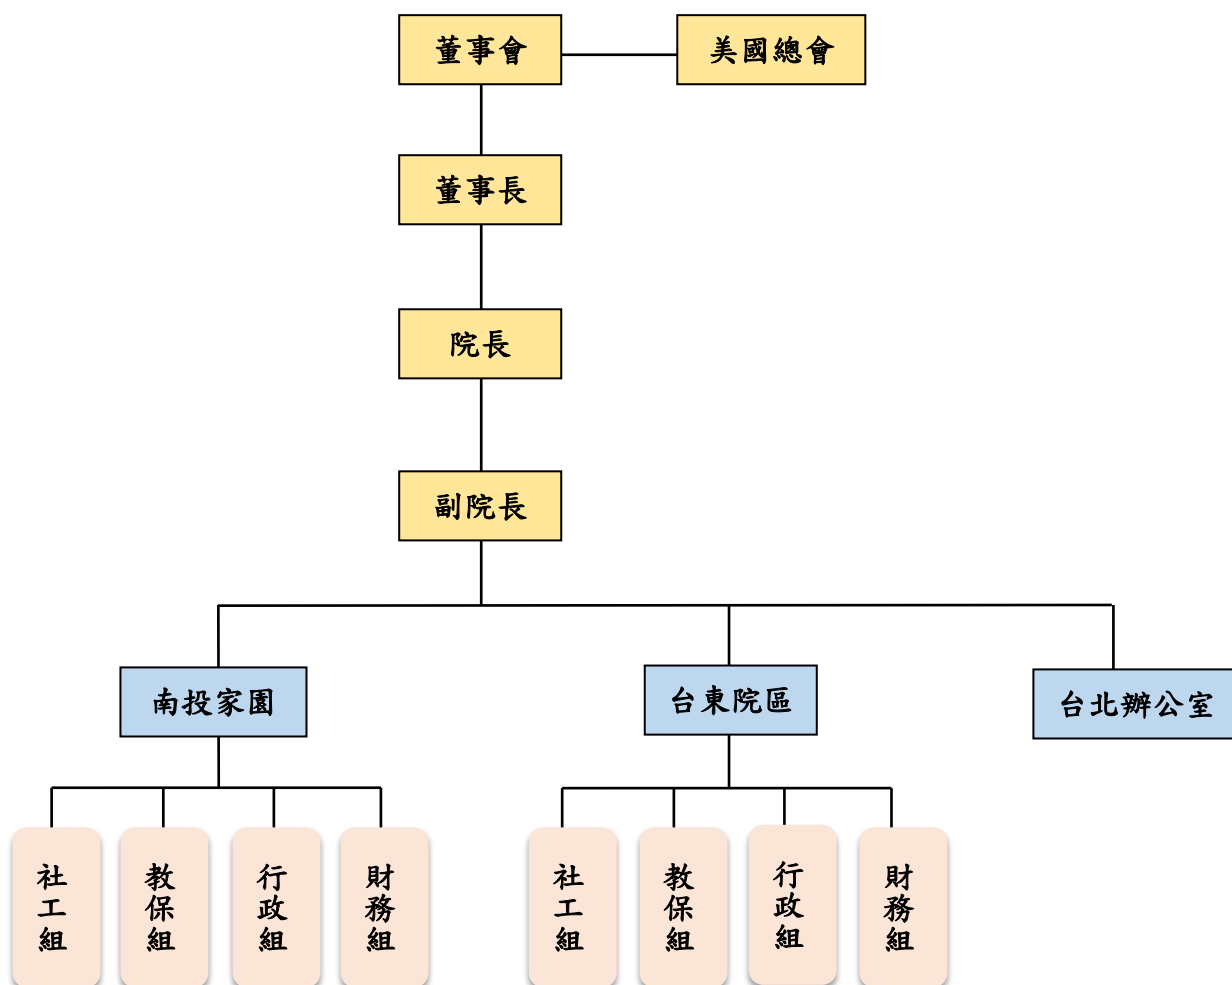 董事會
美國總會
董事長
院長
副院長
南投家園
台東院區
台北辦公室
社工組
教保組
行政組
財務組
社工組
教保組
行政組
財務組